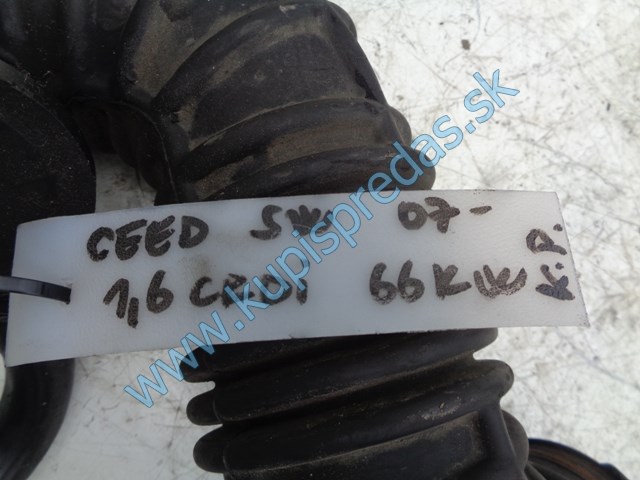 CEED SW 07-
1,6 CRDI 66KW
K.P.
www.kupispredas.sk